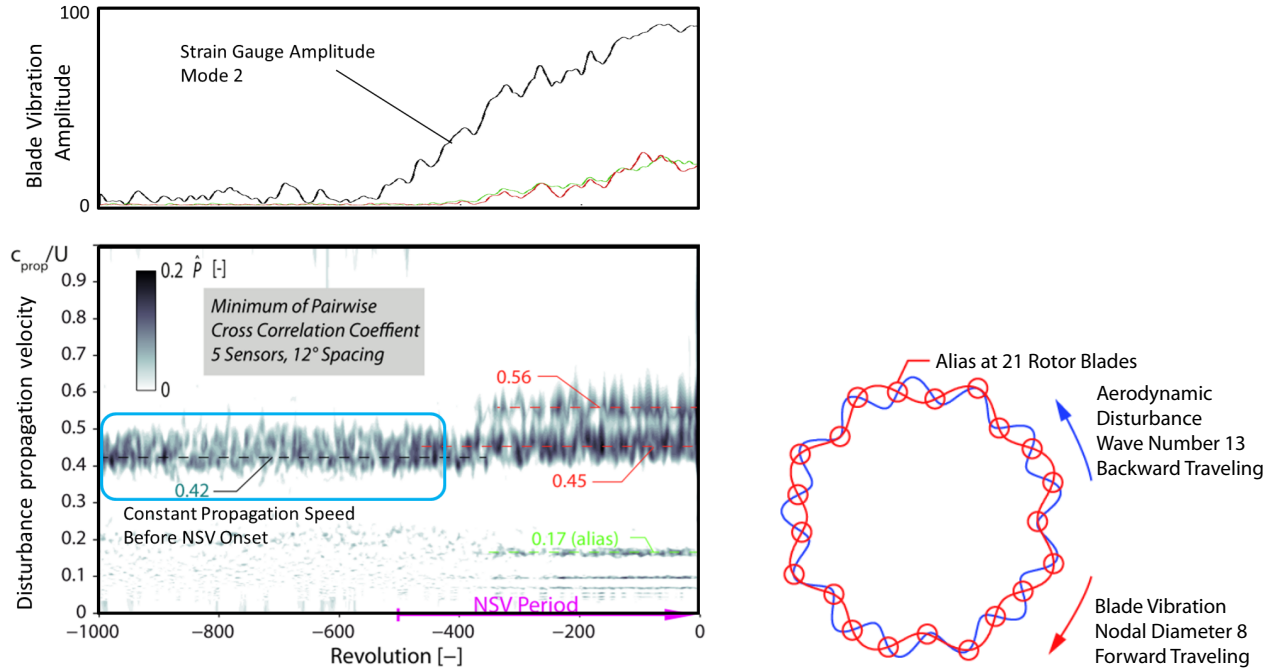 100
Blade Vibration
Amplitude
0
Strain Gauge Amplitude
Mode 2
c_prop/U
Disturbance propagation velocity
0.9
0.8
0.7
0.6
0.5
0.4
0.3
0.2
0.1
0
0.2 P̂ [-]
0
Minimum of Pairwise
Cross Correlation Coeffient
5 Sensors, 12° Spacing
0.56
0.42
0.45
Constant Propagation Speed
Before NSV Onset
0.17 (alias)
NSV Period
−1000
−800
−600
−400
−200
0
Revolution [−]
Alias at 21 Rotor Blades
Aerodynamic
Disturbance
Wave Number 13
Backward Traveling
Blade Vibration
Nodal Diameter 8
Forward Traveling